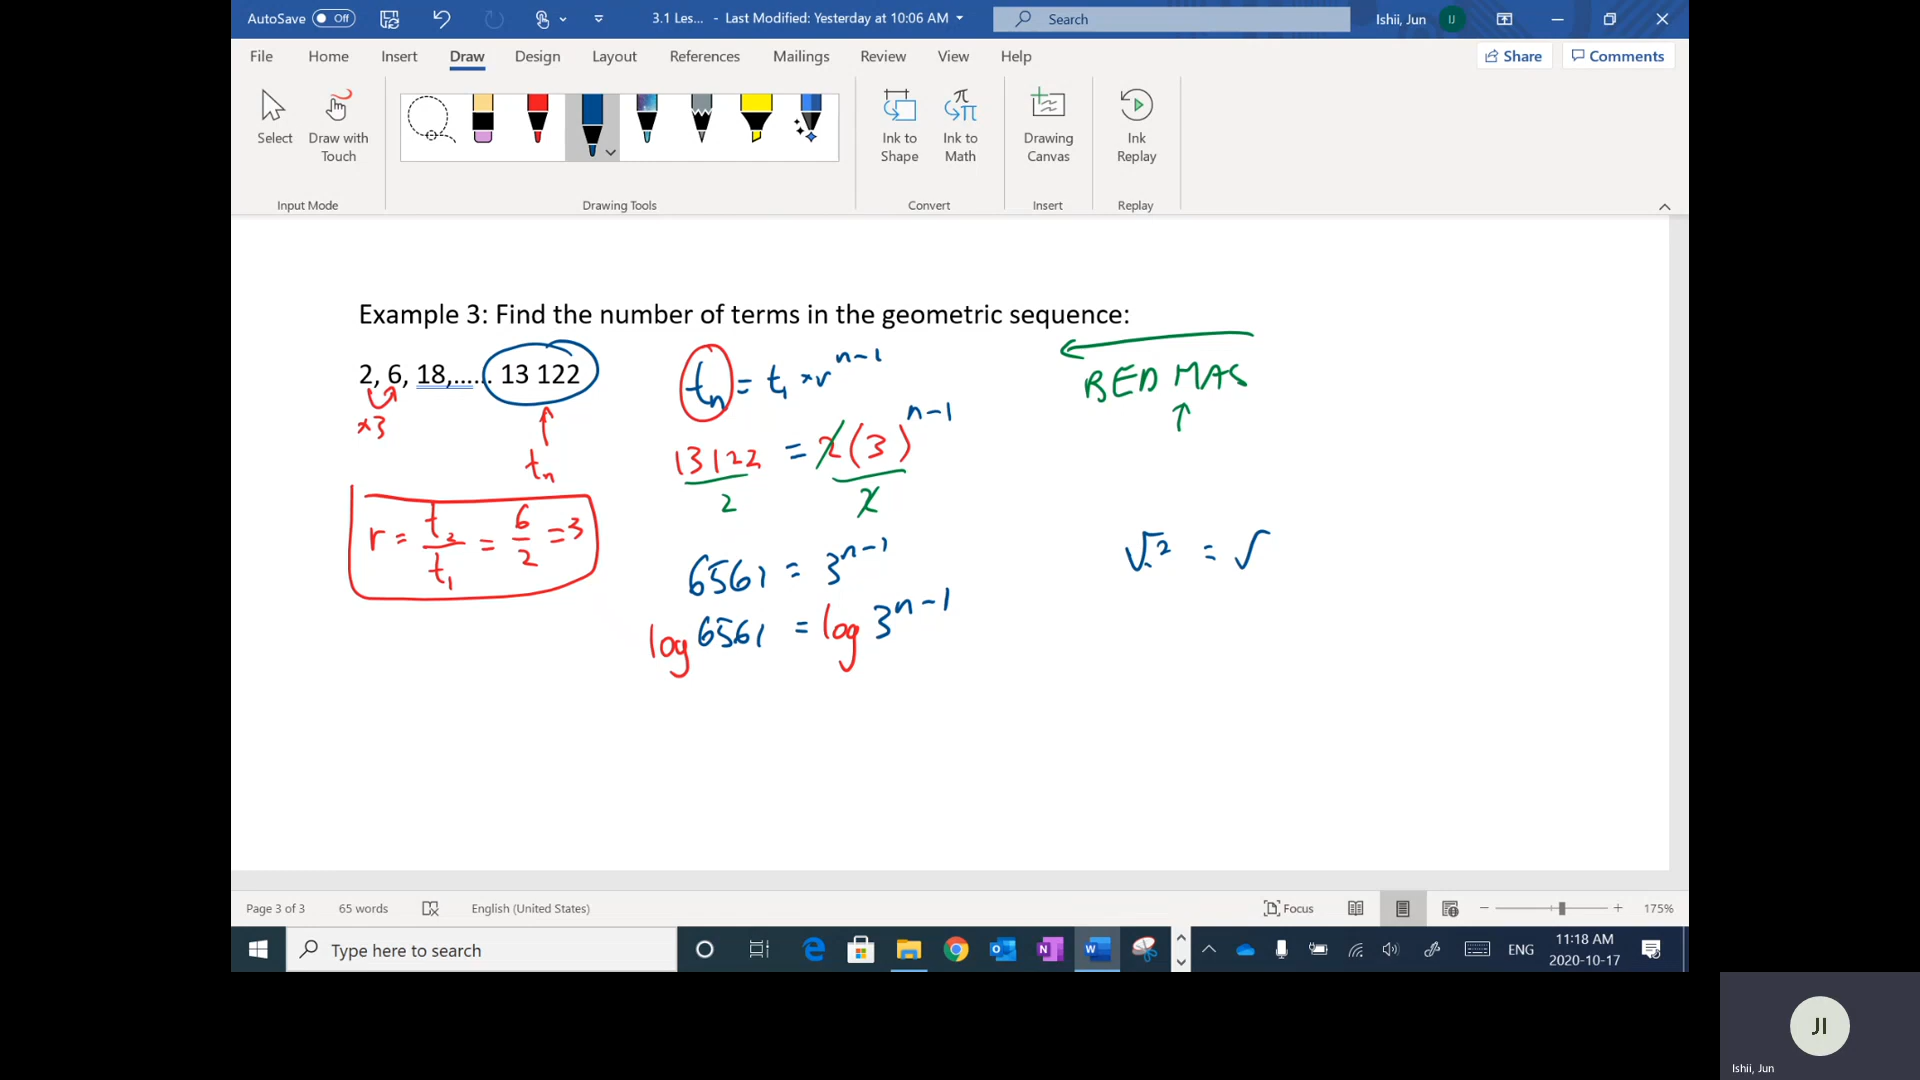 AutoSave Off 3.1 Les... - Last Modified: Yesterday at 10:06 AM Search Ishii, Jun IJ
File Home Insert Draw Design Layout References Mailings Review View Help Share Comments
Select Draw with Touch Ink to Shape Ink to Math Drawing Canvas Ink Replay
Input Mode Drawing Tools Convert Insert Replay
Example 3: Find the number of terms in the geometric sequence:
2, 6, 18,...... 13 122
×3
tn
r = t2/t1 = 6/2 = 3
tn = t1 × r^n-1
13122/2 = 2(3)^n-1/2
6561 = 3^n-1
log 6561 = log 3^n-1
BEDMAS
√2 = √
Page 3 of 3 65 words English (United States) Focus 175%
Type here to search ENG 11:18 AM
2020-10-17
JI
Ishii, Jun